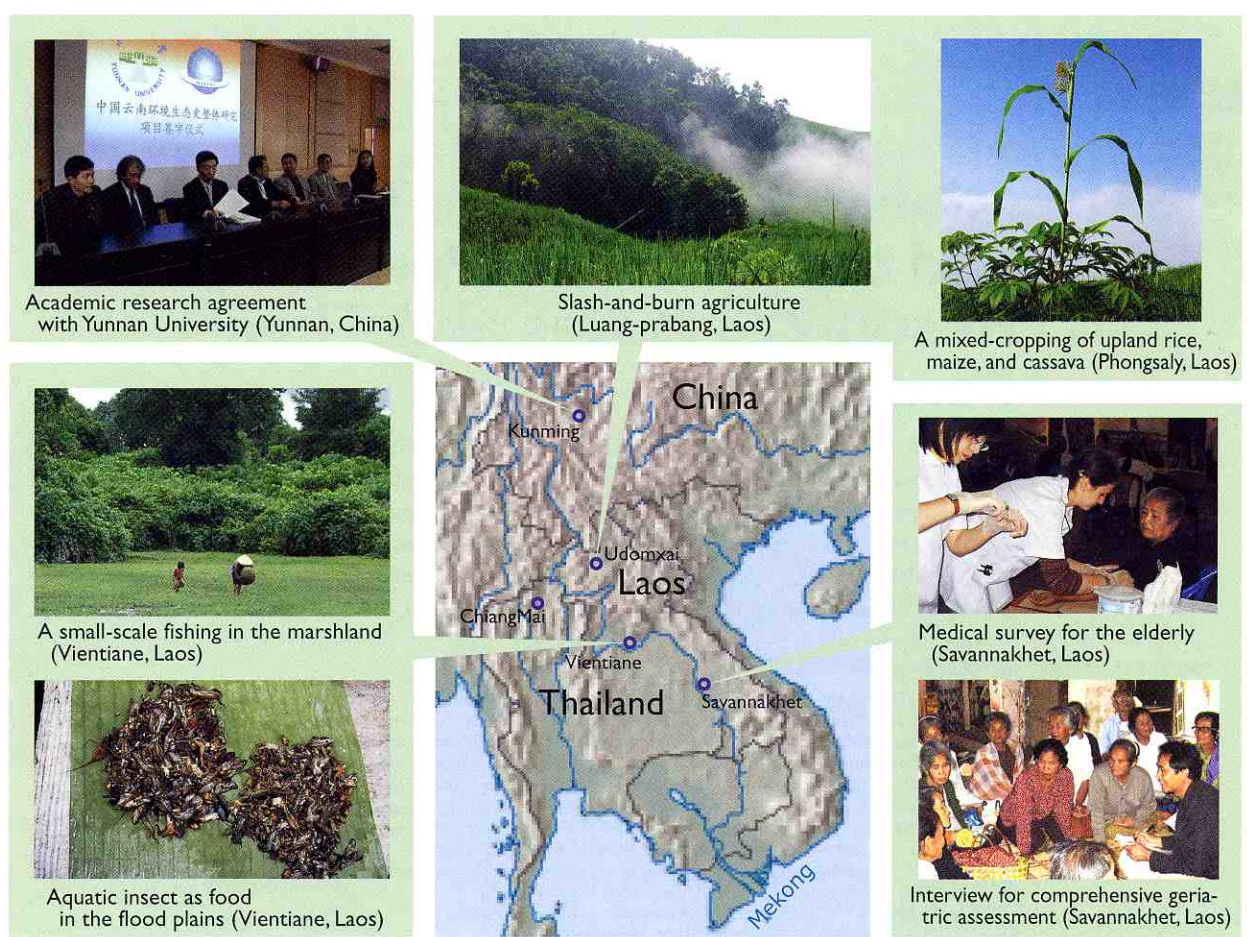 YUNNAN UNIVERSITY
中国云南环境生态史整体研究
项目签字仪式
Academic research agreement
with Yunnan University (Yunnan, China)
Slash-and-burn agriculture
(Luang-prabang, Laos)
A mixed-cropping of upland rice,
maize, and cassava (Phongsaly, Laos)
A small-scale fishing in the marshland
(Vientiane, Laos)
Aquatic insect as food
in the flood plains (Vientiane, Laos)
China
Kunming
Udomxai
Laos
ChiangMai
Vientiane
Thailand
Savannakhet
Mekong
Medical survey for the elderly
(Savannakhet, Laos)
Interview for comprehensive geria-
tric assessment (Savannakhet, Laos)